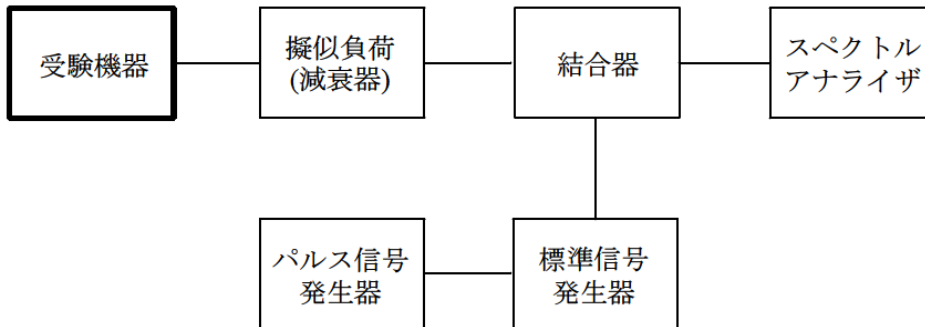 受験機器
擬似負荷
(減衰器)
結合器
スペクトル
アナライザ
パルス信号
発生器
標準信号
発生器